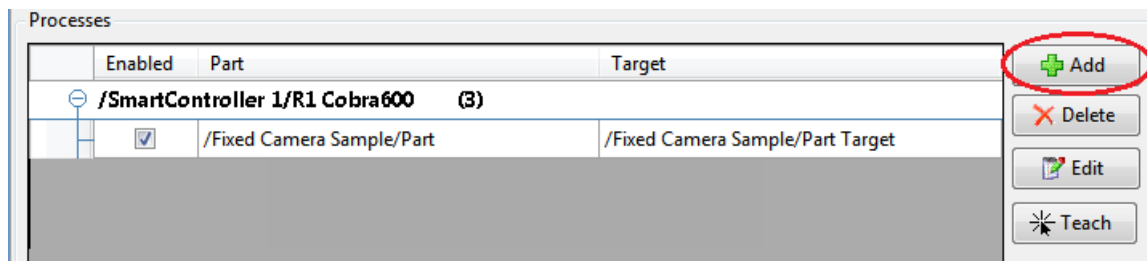 Processes
Enabled Part Target
/SmartController 1/R1 Cobra600 (3)
/Fixed Camera Sample/Part /Fixed Camera Sample/Part Target
Add
Delete
Edit
Teach